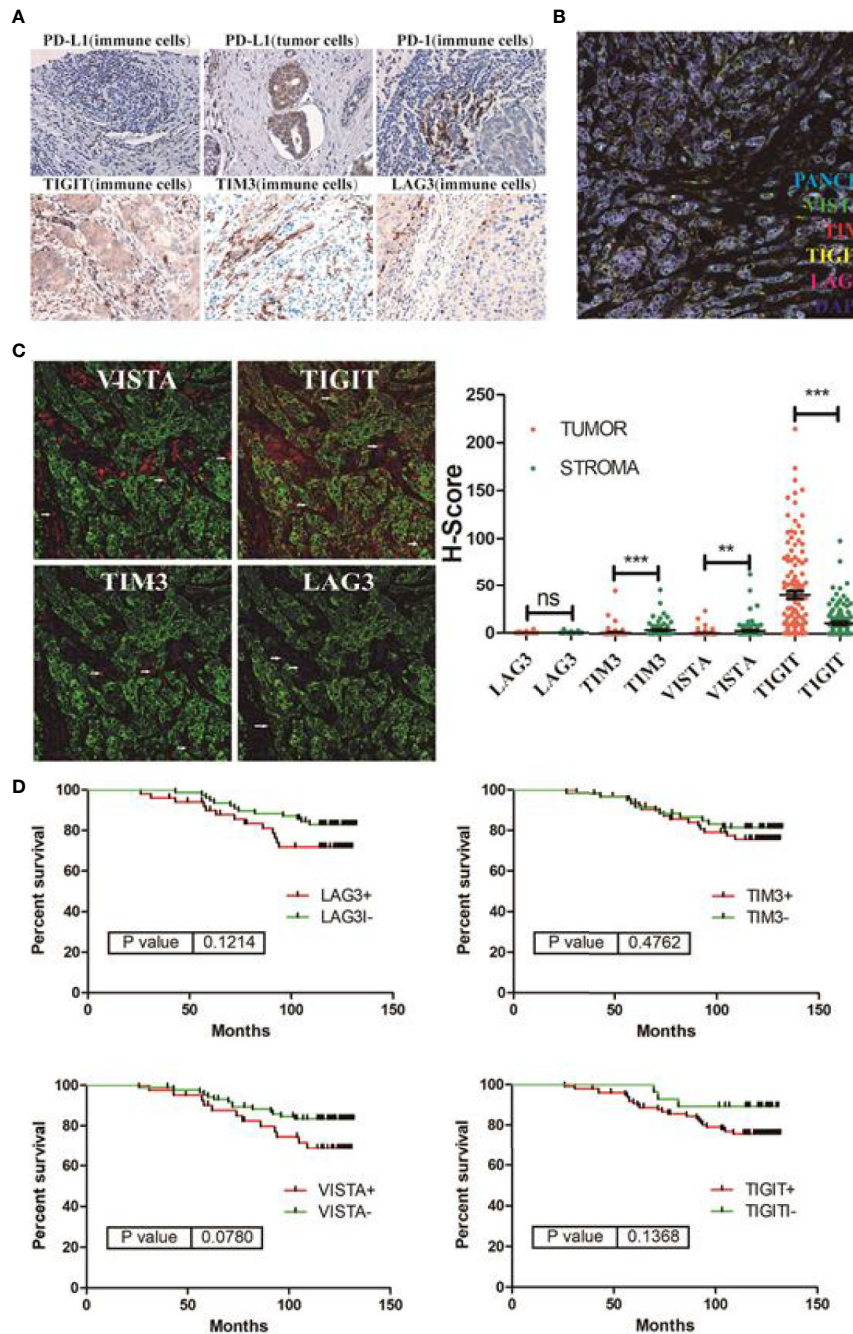 A
PD-L1(immune cells) PD-L1(tumor cells) PD-1(immune cells)
TIGIT(immune cells) TIM3(immune cells) LAG3(immune cells)
B
PANCK
VIST
TIM
TIGIT
LAG
DAPI
C
VISTA TIGIT
TIM3 LAG3
H-Score
250
200
150
100
50
0
TUMOR
STROMA
ns
***
**
***
LAG3 LAG3 TIM3 TIM3 VISTA VISTA TIGIT TIGIT
D
Percent survival
100
80
60
40
20
0
0 50 100 150
Months
LAG3+
LAG3I-
P value 0.1214
Percent survival
100
80
60
40
20
0
0 50 100 150
Months
TIM3+
TIM3-
P value 0.4762
Percent survival
100
80
60
40
20
0
0 50 100 150
Months
VISTA+
VISTA-
P value 0.0780
Percent survival
100
80
60
40
20
0
0 50 100 150
Months
TIGIT+
TIGITI-
P value 0.1368